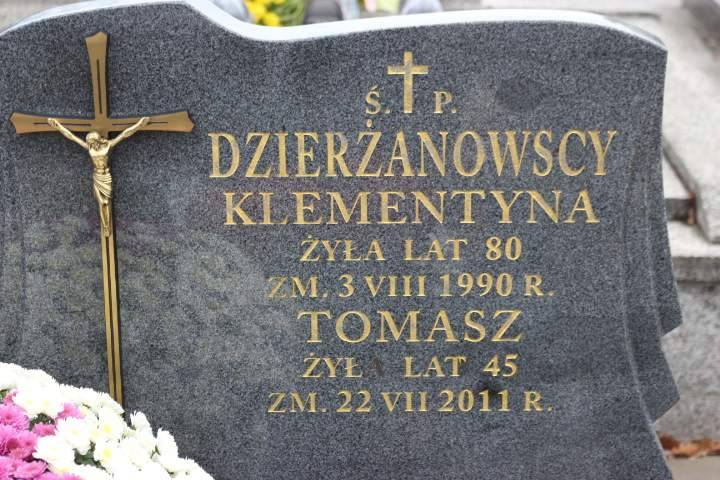 Ś. P.
DZIERŻANOWSCY
KLEMENTYNA
ŻYŁA LAT 80
ZM. 3 VIII 1990 R.
TOMASZ
ŻYŁ LAT 45
ZM. 22 VII 2011 R.